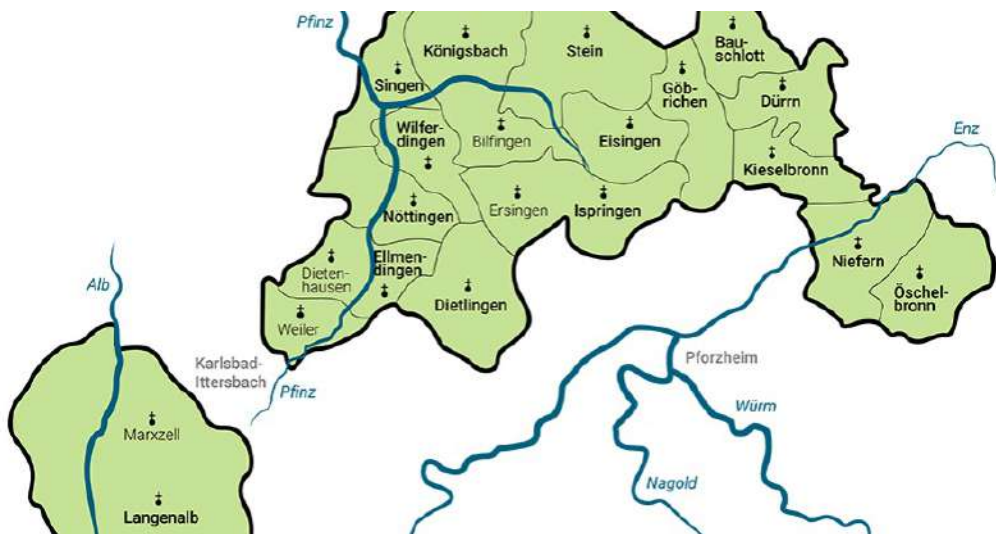 Pfinz
Königsbach
Stein
Bau-
schlott
Singen
Göb-
richen
Dürrn
Wilfer-
dingen
Bilfingen
Eisingen
Enz
Kieselbronn
Nöttingen
Ersingen
Ispringen
Niefern
Dieten-
hausen
Ellmen-
dingen
Öschel-
bronn
Alb
Dietlingen
Weiler
Karlsbad-
Ittersbach
Pfinz
Pforzheim
Marxzell
Würm
Nagold
Langenalb